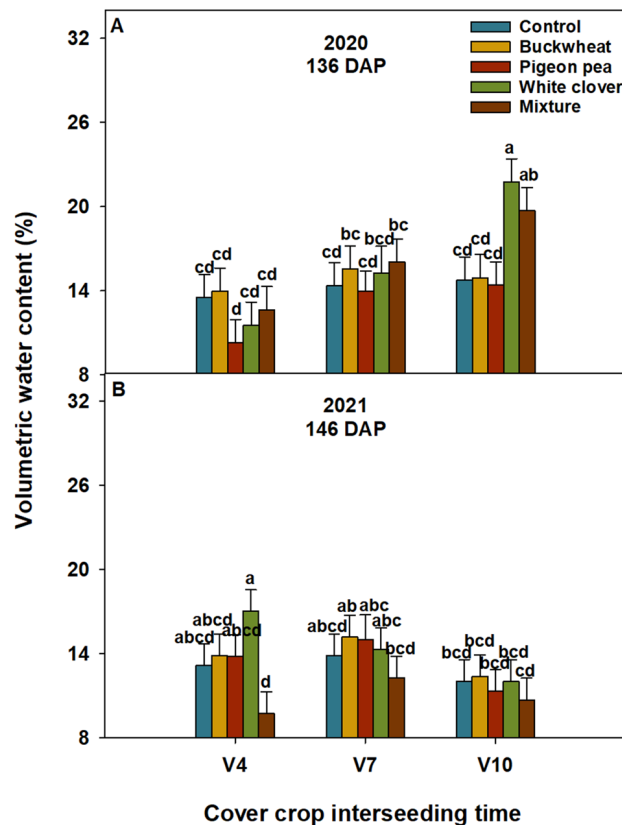 A
2020
136 DAP
Control
Buckwheat
Pigeon pea
White clover
Mixture
32
26
20
14
8
cd
cd
d
cd
cd
cd
bc
cd
bcd
bc
cd
cd
cd
a
ab
B
2021
146 DAP
32
26
20
14
8
abcd
abcd
abcd
a
d
abcd
ab
abc
abc
bcd
bcd
bcd
bcd
bcd
cd
V4
V7
V10
Volumetric water content (%)
Cover crop interseeding time